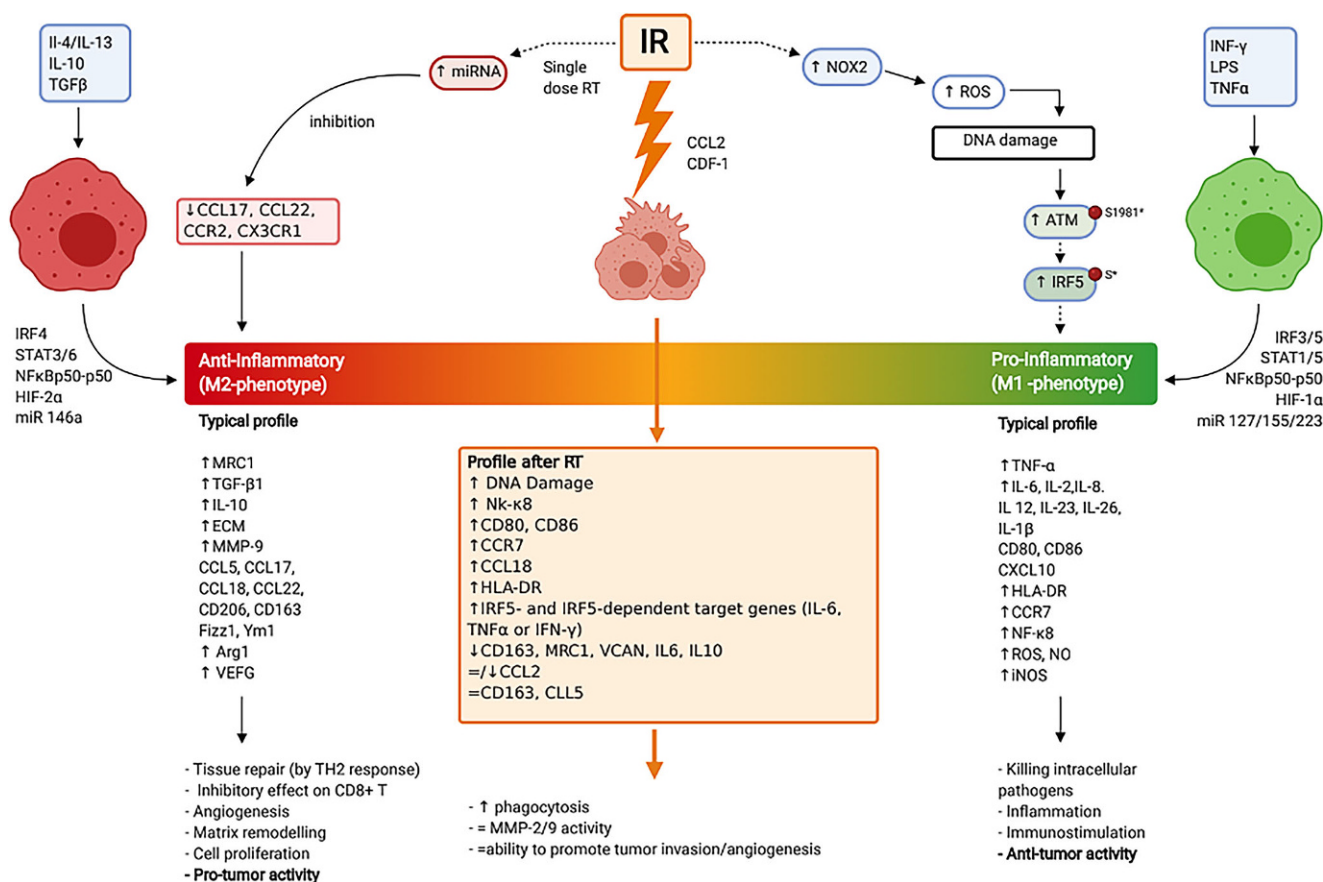 Il-4/IL-13
IL-10
TGFβ
↑ miRNA
Single
dose RT
IR
↑ NOX2
↑ ROS
DNA damage
INF-γ
LPS
TNFα
inhibition
CCL2
CDF-1
↓CCL17, CCL22,
CCR2, CX3CR1
↑ ATM
S1981*
↑ IRF5
S*
IRF4
STAT3/6
NFκBp50-p50
HIF-2α
miR 146a
Anti-Inflammatory
(M2-phenotype)
Pro-Inflammatory
(M1 -phenotype)
IRF3/5
STAT1/5
NFκBp50-p50
HIF-1α
miR 127/155/223
Typical profile
↑MRC1
↑TGF-β1
↑IL-10
↑ECM
↑MMP-9
CCL5, CCL17,
CCL18, CCL22,
CD206, CD163
Fizz1, Ym1
↑ Arg1
↑ VEFG
- Tissue repair (by TH2 response)
- Inhibitory effect on CD8+ T
- Angiogenesis
- Matrix remodelling
- Cell proliferation
- Pro-tumor activity
Profile after RT
↑ DNA Damage
↑ Nk-κ8
↑CD80, CD86
↑CCR7
↑CCL18
↑HLA-DR
↑IRF5- and IRF5-dependent target genes (IL-6,
TNFα or IFN-γ)
↓CD163, MRC1, VCAN, IL6, IL10
=/↓CCL2
=CD163, CLL5
- ↑ phagocytosis
- = MMP-2/9 activity
- =ability to promote tumor invasion/angiogenesis
Typical profile
↑TNF-α
↑IL-6, IL-2,IL-8.
IL 12, IL-23, IL-26,
IL-1β
CD80, CD86
CXCL10
↑HLA-DR
↑CCR7
↑NF-κ8
↑ROS, NO
↑iNOS
- Killing intracellular
pathogens
- Inflammation
- Immunostimulation
- Anti-tumor activity